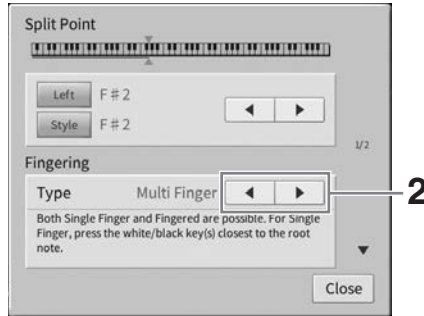 Split Point
Left F♯2
Style F♯2
1/2
Fingering
Type Multi Finger
2
Both Single Finger and Fingered are possible. For Single
Finger, press the white/black key(s) closest to the root
note.
Close